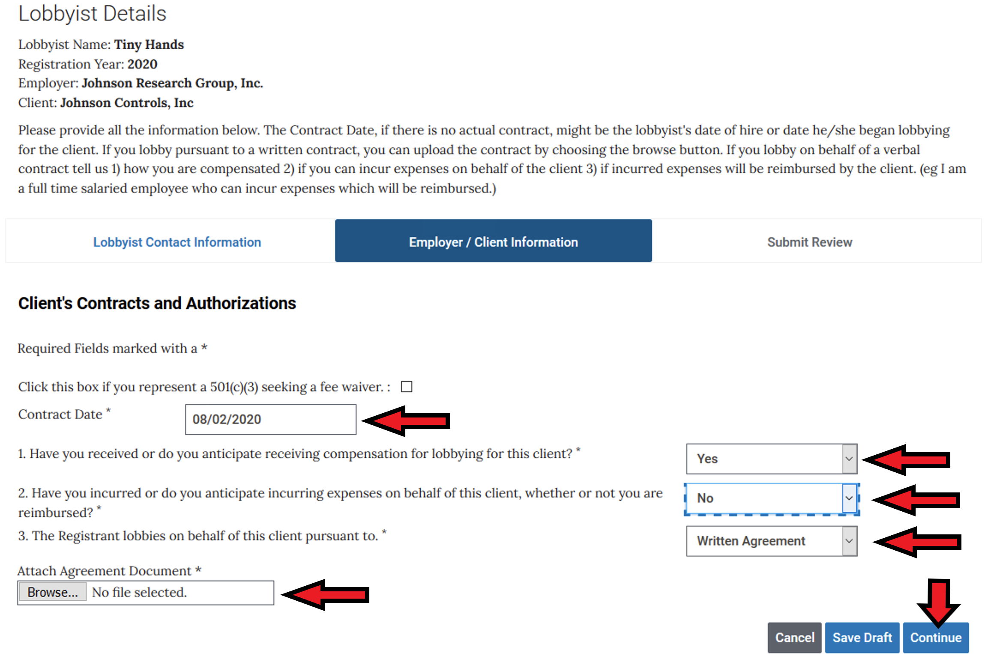 Lobbyist Details
Lobbyist Name: Tiny Hands
Registration Year: 2020
Employer: Johnson Research Group, Inc.
Client: Johnson Controls, Inc
Please provide all the information below. The Contract Date, if there is no actual contract, might be the lobbyist's date of hire or date he/she began lobbying
for the client. If you lobby pursuant to a written contract, you can upload the contract by choosing the browse button. If you lobby on behalf of a verbal
contract tell us 1) how you are compensated 2) if you can incur expenses on behalf of the client 3) if incurred expenses will be reimbursed by the client. (eg I am
a full time salaried employee who can incur expenses which will be reimbursed.)
Lobbyist Contact Information
Employer / Client Information
Submit Review
Client's Contracts and Authorizations
Required Fields marked with a *
Click this box if you represent a 501(c)(3) seeking a fee waiver. :
Contract Date *
08/02/2020
1. Have you received or do you anticipate receiving compensation for lobbying for this client? *
Yes
2. Have you incurred or do you anticipate incurring expenses on behalf of this client, whether or not you are
reimbursed? *
No
3. The Registrant lobbies on behalf of this client pursuant to. *
Written Agreement
Attach Agreement Document *
Browse... No file selected.
Cancel
Save Draft
Continue